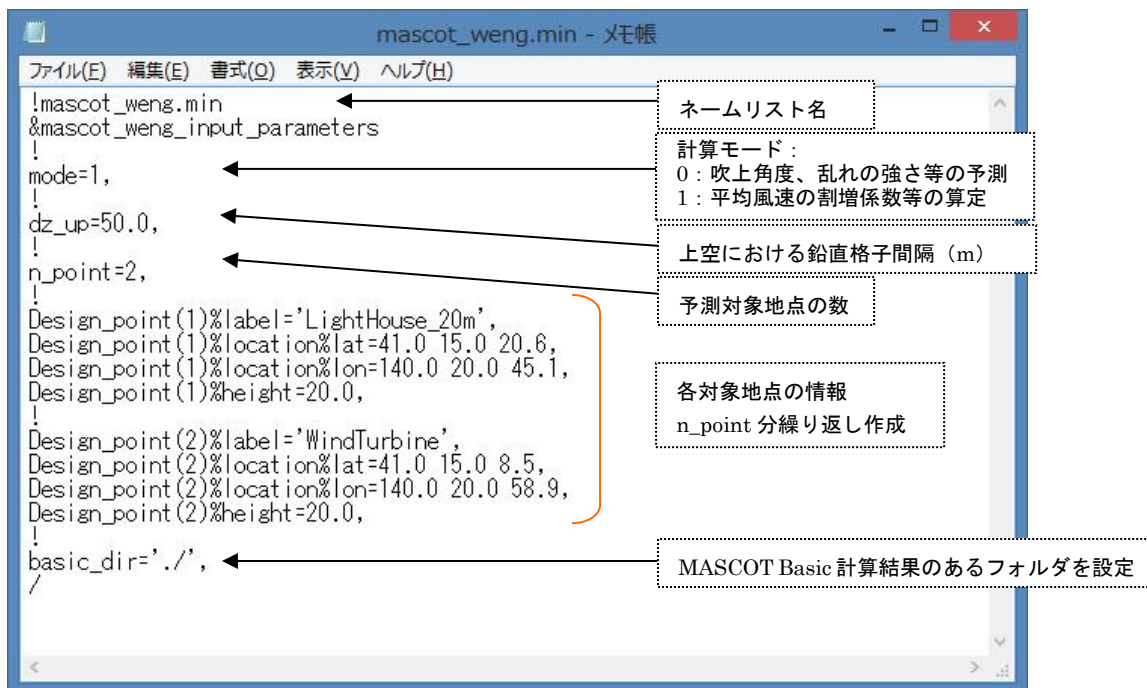 mascot_weng.min - メモ帳
ファイル(F) 編集(E) 書式(O) 表示(V) ヘルプ(H)
!mascot_weng.min
&mascot_weng_input_parameters
!
mode=1,
!
dz_up=50.0,
!
n_point=2,
!
Design_point(1)%label='LightHouse_20m',
Design_point(1)%location%lat=41.0 15.0 20.6,
Design_point(1)%location%lon=140.0 20.0 45.1,
Design_point(1)%height=20.0,
!
Design_point(2)%label='WindTurbine',
Design_point(2)%location%lat=41.0 15.0 8.5,
Design_point(2)%location%lon=140.0 20.0 58.9,
Design_point(2)%height=20.0,
!
basic_dir='./',
/
ネームリスト名
計算モード：
0：吹上角度、乱れの強さ等の予測
1：平均風速の割増係数等の算定
上空における鉛直格子間隔（m）
予測対象地点の数
各対象地点の情報
n_point 分繰り返し作成
MASCOT Basic 計算結果のあるフォルダを設定